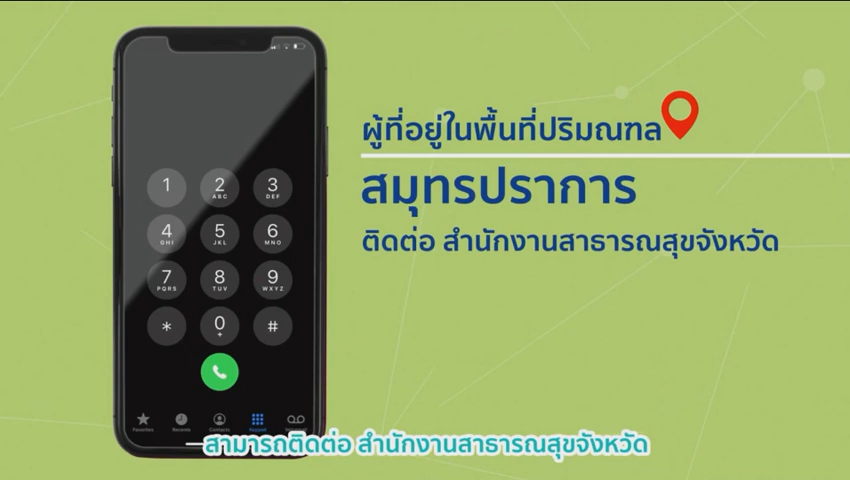 ผู้ที่อยู่ในพื้นที่ปริมณฑล
สมุทรปราการ
ติดต่อ สำนักงานสาธารณสุขจังหวัด
1
2
3
ABC
DEF
4
5
6
GHI
JKL
MNO
7
8
9
PQRS
TUV
WXYZ
*
0
#
+
Favorites
Recents
Contacts
Keypad
สามารถติดต่อ สำนักงานสาธารณสุขจังหวัด